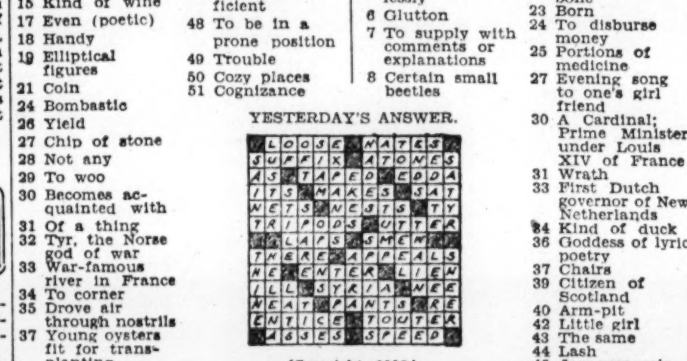 15 Kind of wine
17 Even (poetic)
18 Handy
19 Elliptical
figures
21 Coin
24 Bombastic
26 Yield
27 Chip of stone
28 Not any
29 To woo
30 Becomes ac-
quainted with
31 Of a thing
32 Tyr, the Norse
god of war
33 War-famous
river in France
34 To corner
35 Drove air
through nostrils
37 Young oysters
fit for trans-
planting
ficient
48 To be in a
prone position
49 Trouble
50 Cozy places
51 Cognizance
6 Glutton
7 To supply with
comments or
explanations
8 Certain small
beetles
YESTERDAY'S ANSWER.
LOOSE NATES
SUFFIX ATONES
AS TAPED EDDA
ITS MAKES SAT
NETS NESTS TY
TRIPODS UTTER
LAPS SMEW
THERE APPEALS
HE ENTER LIEN
ILL SYRIA NEE
NEAT PANTS RE
ENTICE TOUTER
ASSES SPED
23 Born
24 To disburse
money
25 Portions of
medicine
27 Evening song
to one's girl
friend
30 A Cardinal;
Prime Minister
under Louis
XIV of France
31 Wrath
33 First Dutch
governor of New
Netherlands
34 Kind of duck
36 Goddess of lyric
poetry
37 Chairs
39 Citizen of
Scotland
40 Arm-pit
42 Little girl
43 The same
44 Lash